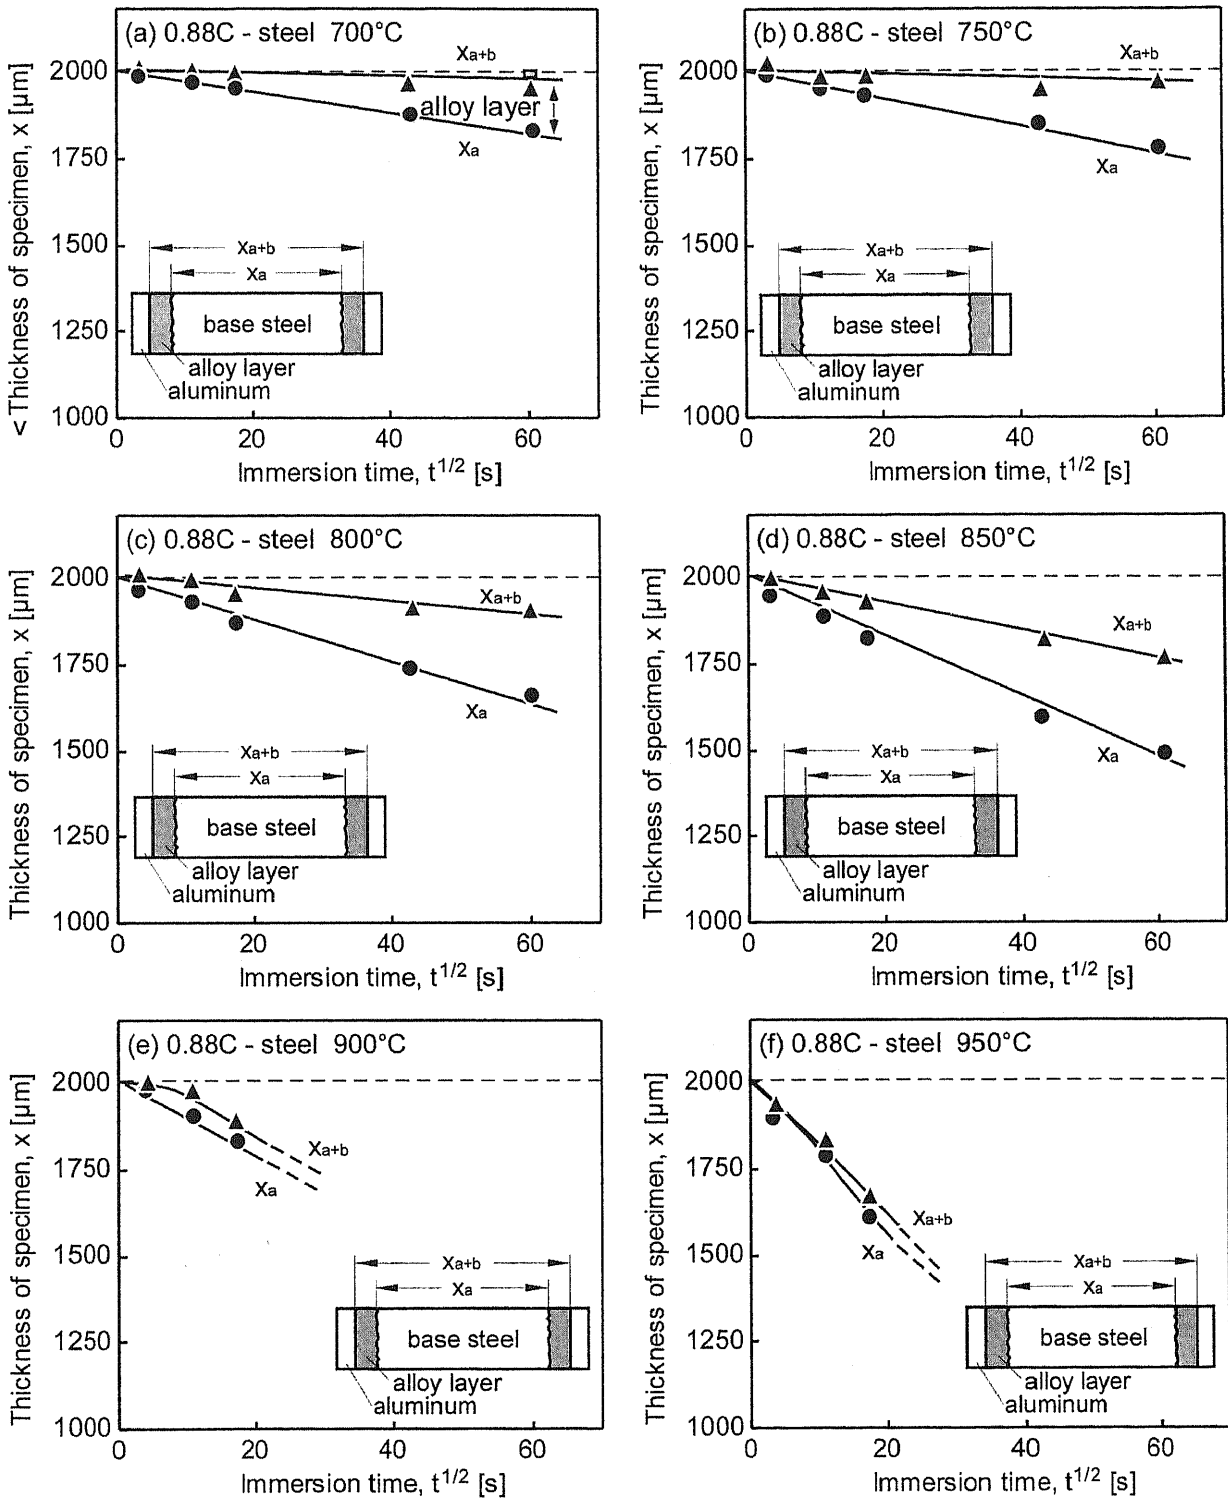 (a) 0.88C - steel 700°C
Xa+b
alloy layer
Xa
Xa+b
Xa
base steel
alloy layer
aluminum
2000
1750
1500
1250
1000
0
20
40
60
<Thickness of specimen, x [µm]
Immersion time, t1/2 [s]
(b) 0.88C - steel 750°C
Xa+b
Xa
Xa+b
Xa
base steel
alloy layer
aluminum
2000
1750
1500
1250
1000
0
20
40
60
Thickness of specimen, x [µm]
Immersion time, t1/2 [s]
(c) 0.88C - steel 800°C
Xa+b
Xa
Xa+b
Xa
base steel
alloy layer
aluminum
2000
1750
1500
1250
1000
0
20
40
60
Thickness of specimen, x [µm]
Immersion time, t1/2 [s]
(d) 0.88C - steel 850°C
Xa+b
Xa
Xa+b
Xa
base steel
alloy layer
aluminum
2000
1750
1500
1250
1000
0
20
40
60
Thickness of specimen, x [µm]
Immersion time, t1/2 [s]
(e) 0.88C - steel 900°C
Xa+b
Xa
Xa+b
Xa
base steel
alloy layer
aluminum
2000
1750
1500
1250
1000
0
20
40
60
Thickness of specimen, x [µm]
Immersion time, t1/2 [s]
(f) 0.88C - steel 950°C
Xa+b
Xa
Xa+b
Xa
base steel
alloy layer
aluminum
2000
1750
1500
1250
1000
0
20
40
60
Thickness of specimen, x [µm]
Immersion time, t1/2 [s]